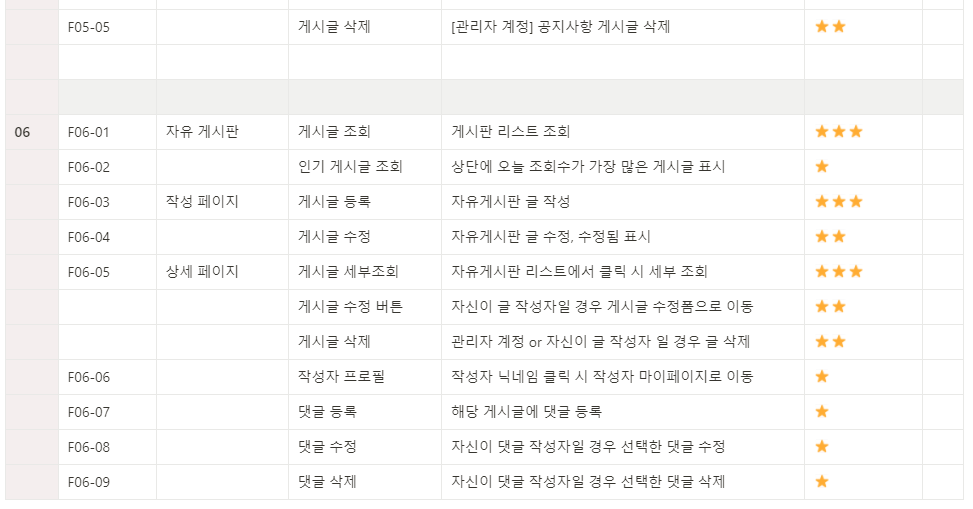 F05-05 게시글 삭제 [관리자 계정] 공지사항 게시글 삭제 ★★
06 F06-01 자유 게시판 게시글 조회 게시판 리스트 조회 ★★★
F06-02 인기 게시글 조회 상단에 오늘 조회수가 가장 많은 게시글 표시 ★
F06-03 작성 페이지 게시글 등록 자유게시판 글 작성 ★★★
F06-04 게시글 수정 자유게시판 글 수정, 수정됨 표시 ★★
F06-05 상세 페이지 게시글 세부조회 자유게시판 리스트에서 클릭 시 세부 조회 ★★★
게시글 수정 버튼 자신이 글 작성자일 경우 게시글 수정폼으로 이동 ★★
게시글 삭제 관리자 계정 or 자신이 글 작성자 일 경우 글 삭제 ★★
F06-06 작성자 프로필 작성자 닉네임 클릭 시 작성자 마이페이지로 이동 ★
F06-07 댓글 등록 해당 게시글에 댓글 등록 ★
F06-08 댓글 수정 자신이 댓글 작성자일 경우 선택한 댓글 수정 ★
F06-09 댓글 삭제 자신이 댓글 작성자일 경우 선택한 댓글 삭제 ★